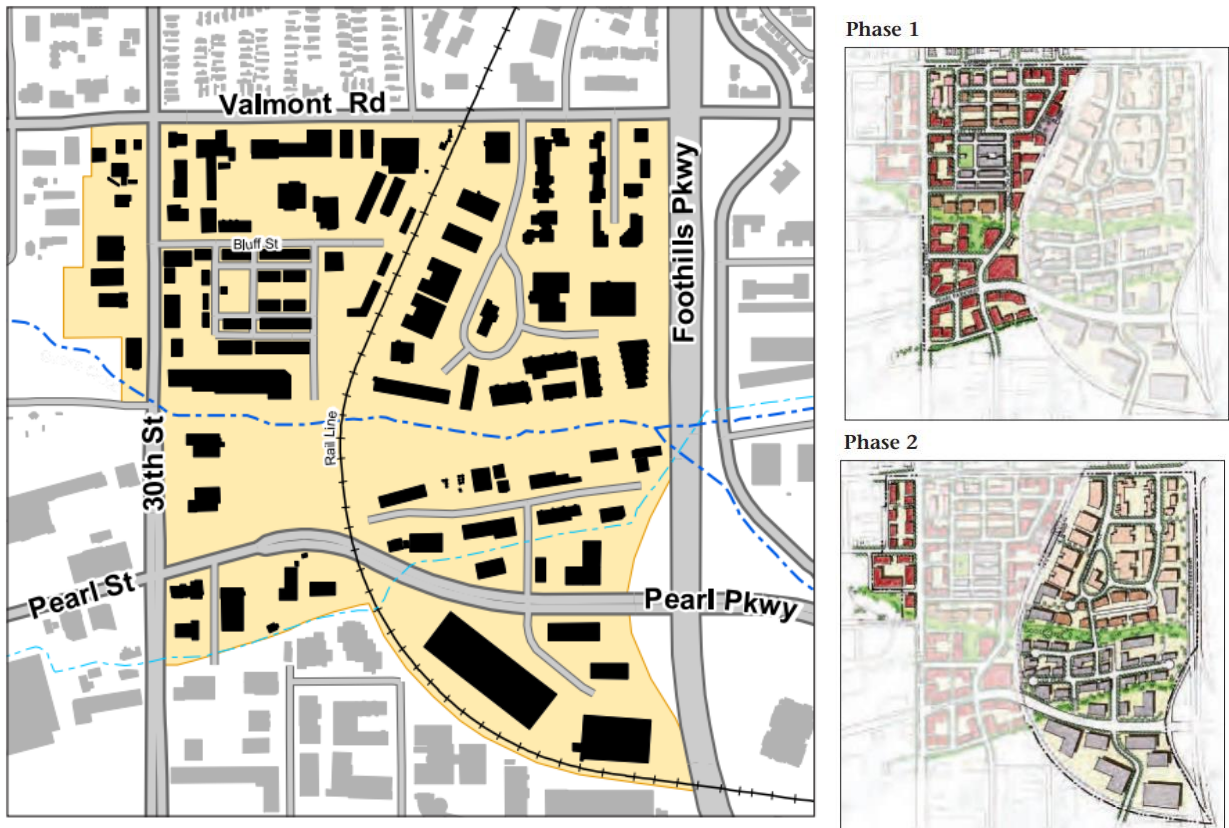 Valmont Rd
Bluff St
Foothills Pkwy
Rail Line
30th St
Pearl St
Pearl Pkwy
Phase 1
Phase 2